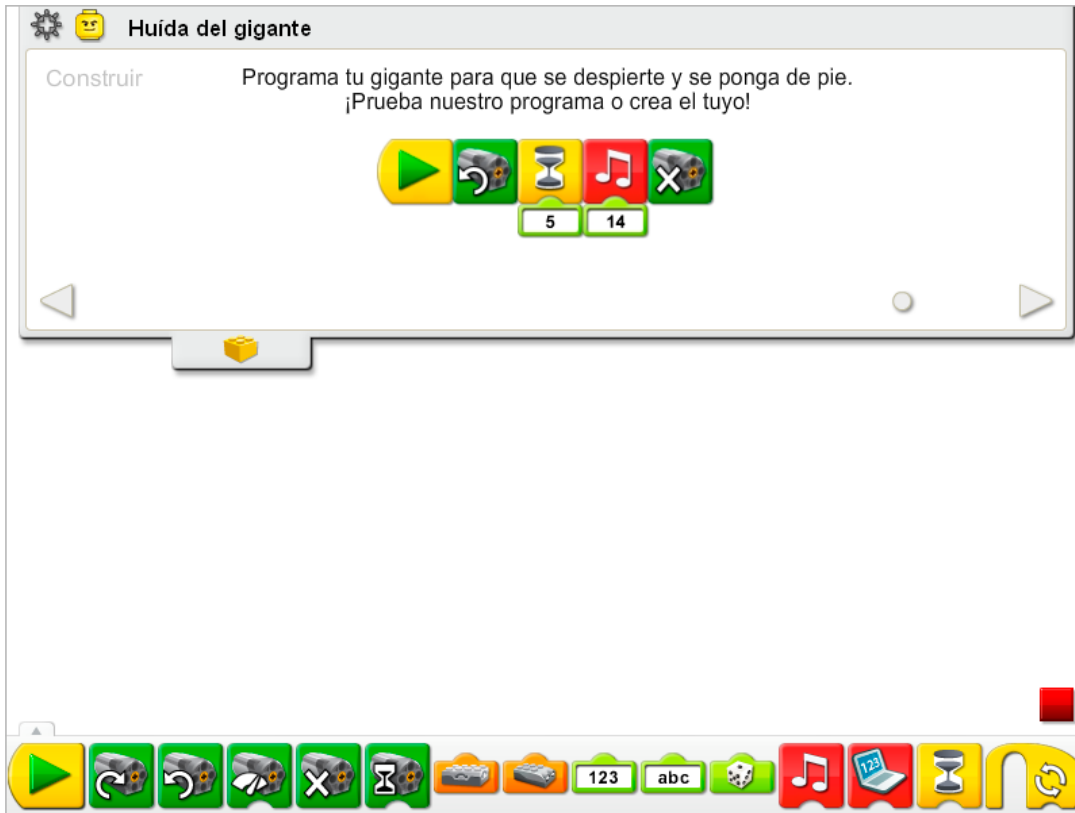 Huída del gigante
Construir
Programa tu gigante para que se despierte y se ponga de pie.
¡Prueba nuestro programa o crea el tuyo!
5 14
123 abc 123